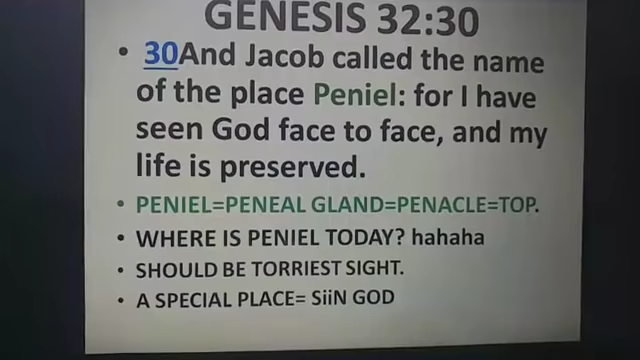 GENESIS 32:30
• 30And Jacob called the name
of the place Peniel: for I have
seen God face to face, and my
life is preserved.
• PENIEL=PENEAL GLAND=PENACLE=TOP.
• WHERE IS PENIEL TODAY? hahaha
• SHOULD BE TORRIEST SIGHT.
• A SPECIAL PLACE= SiiN GOD